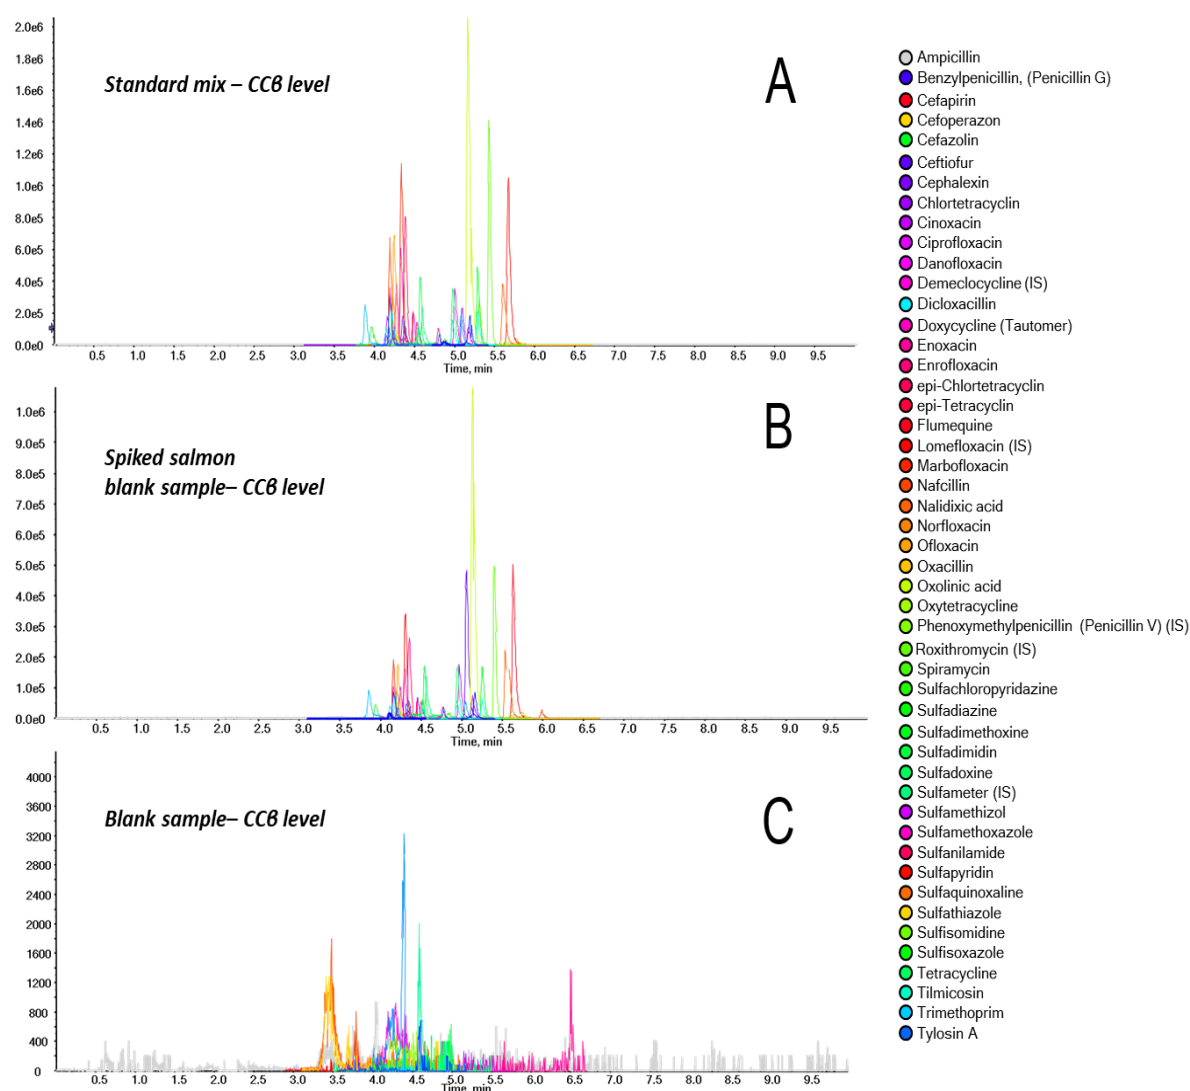 2.0e6
1.8e6
1.6e6
1.4e6
1.2e6
1.0e6
8.0e5
6.0e5
4.0e5
2.0e5
0.0e0
Standard mix – CCβ level
A
0.5 1.0 1.5 2.0 2.5 3.0 3.5 4.0 4.5 5.0 5.5 6.0 6.5 7.0 7.5 8.0 8.5 9.0 9.5
Time, min
1.0e6
9.0e5
8.0e5
7.0e5
6.0e5
5.0e5
4.0e5
3.0e5
2.0e5
1.0e5
0.0e0
Spiked salmon
blank sample– CCβ level
B
0.5 1.0 1.5 2.0 2.5 3.0 3.5 4.0 4.5 5.0 5.5 6.0 6.5 7.0 7.5 8.0 8.5 9.0 9.5
Time, min
4000
3600
3200
2800
2400
2000
1600
1200
800
400
0
Blank sample– CCβ level
C
0.5 1.0 1.5 2.0 2.5 3.0 3.5 4.0 4.5 5.0 5.5 6.0 6.5 7.0 7.5 8.0 8.5 9.0 9.5
Time, min
Ampicillin
Benzylpenicillin, (Penicillin G)
Cefapirin
Cefoperazon
Cefazolin
Ceftiofur
Cephalexin
Chlortetracyclin
Cinoxacin
Ciprofloxacin
Danofloxacin
Demeclocycline (IS)
Dicloxacillin
Doxycycline (Tautomer)
Enoxacin
Enrofloxacin
epi-Chlortetracyclin
epi-Tetracyclin
Flumequine
Lomefloxacin (IS)
Marbofloxacin
Nafcillin
Nalidixic acid
Norfloxacin
Ofloxacin
Oxacillin
Oxolinic acid
Oxytetracycline
Phenoxymethylpenicillin (Penicillin V) (IS)
Roxithromycin (IS)
Spiramycin
Sulfachloropyridazine
Sulfadiazine
Sulfadimethoxine
Sulfadimidin
Sulfadoxine
Sulfameter (IS)
Sulfamethizol
Sulfamethoxazole
Sulfanilamide
Sulfapyridin
Sulfaquinoxaline
Sulfathiazole
Sulfisomidine
Sulfisoxazole
Tetracycline
Tilmicosin
Trimethoprim
Tylosin A